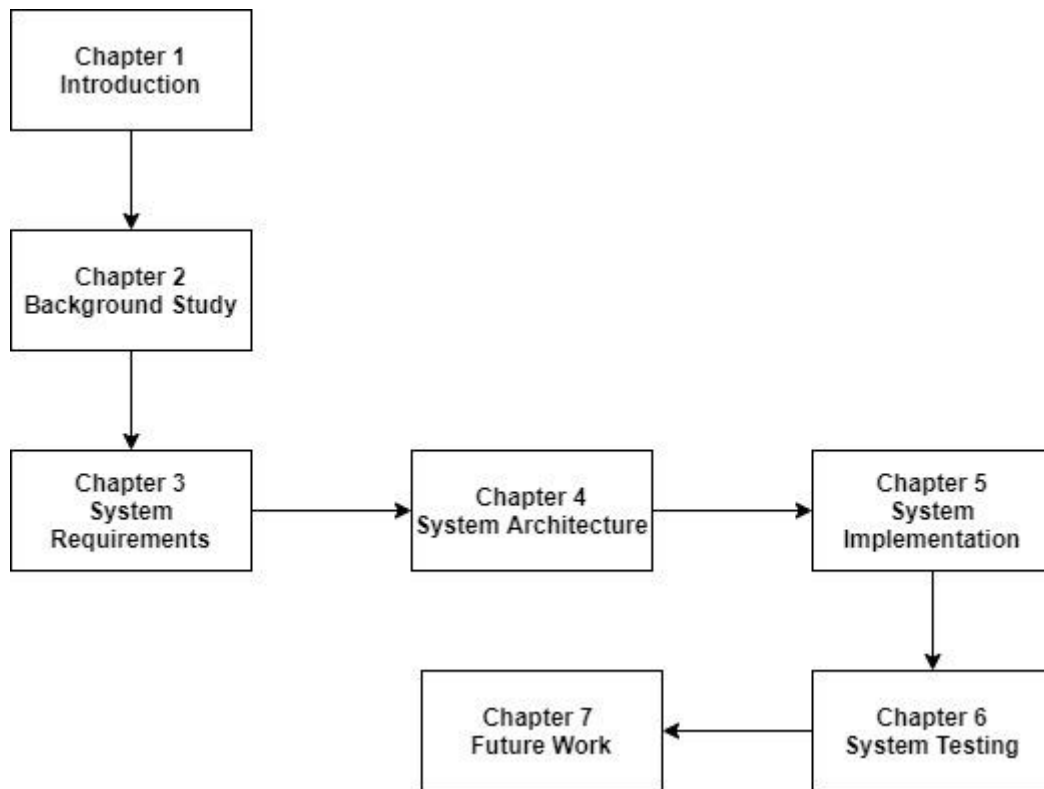 Chapter 1
Introduction
Chapter 2
Background Study
Chapter 3
System
Requirements
Chapter 4
System Architecture
Chapter 5
System
Implementation
Chapter 6
System Testing
Chapter 7
Future Work